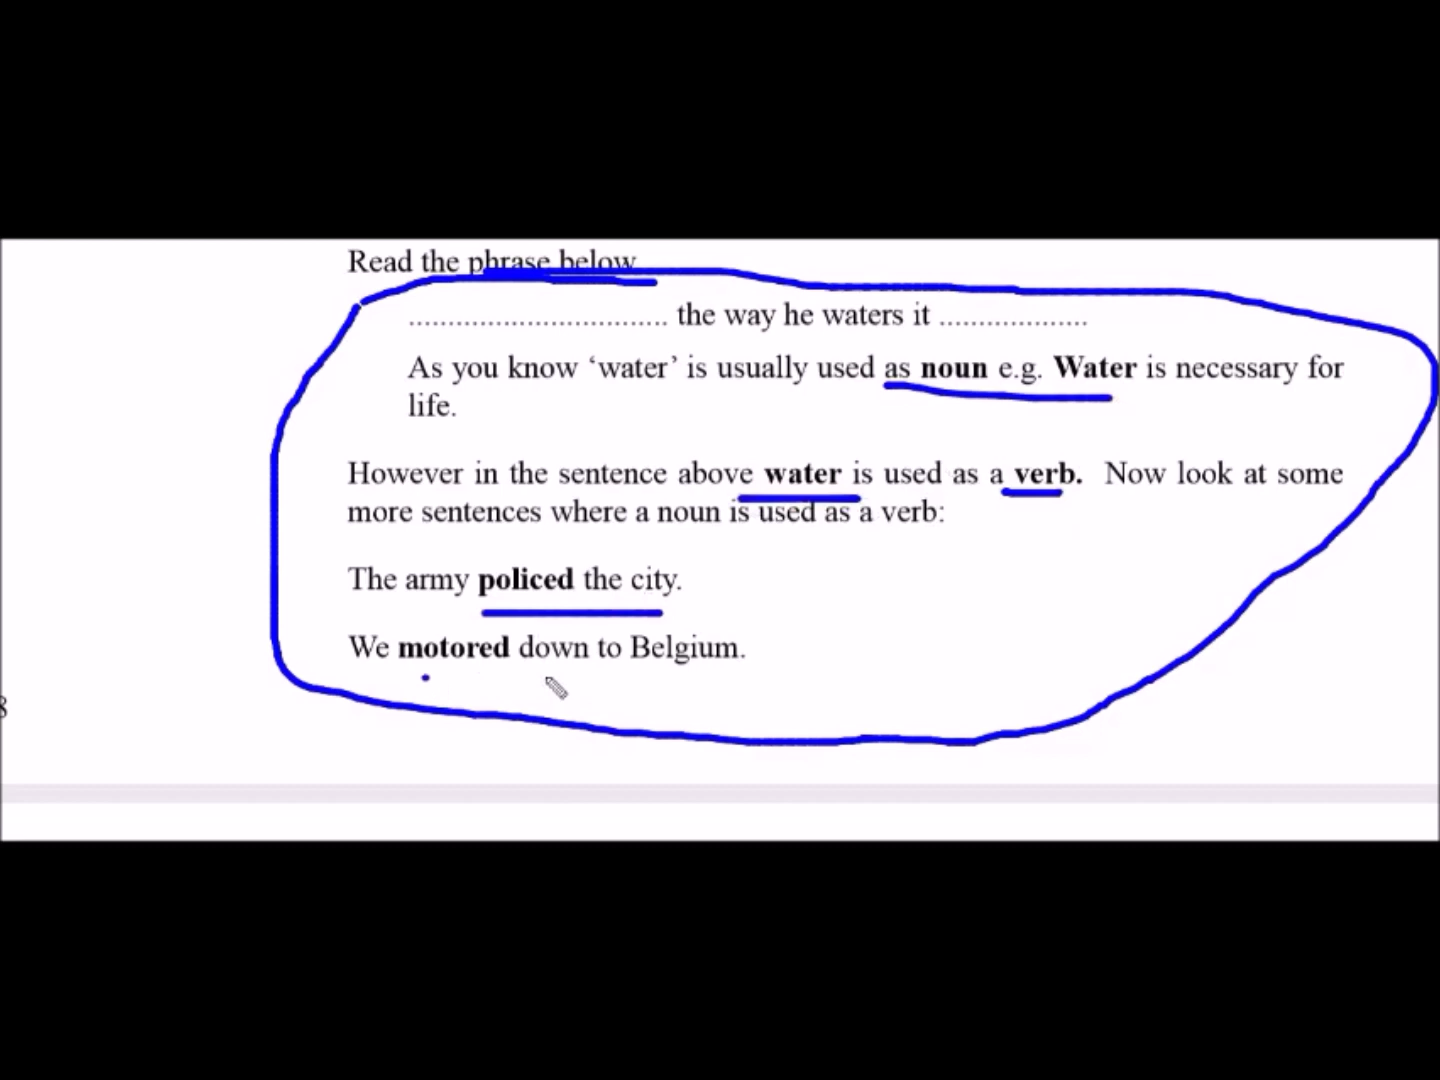 Read the phrase below
................................. the way he waters it ...................
As you know ‘water’ is usually used as noun e.g. Water is necessary for
life.
However in the sentence above water is used as a verb. Now look at some
more sentences where a noun is used as a verb:
The army policed the city.
We motored down to Belgium.